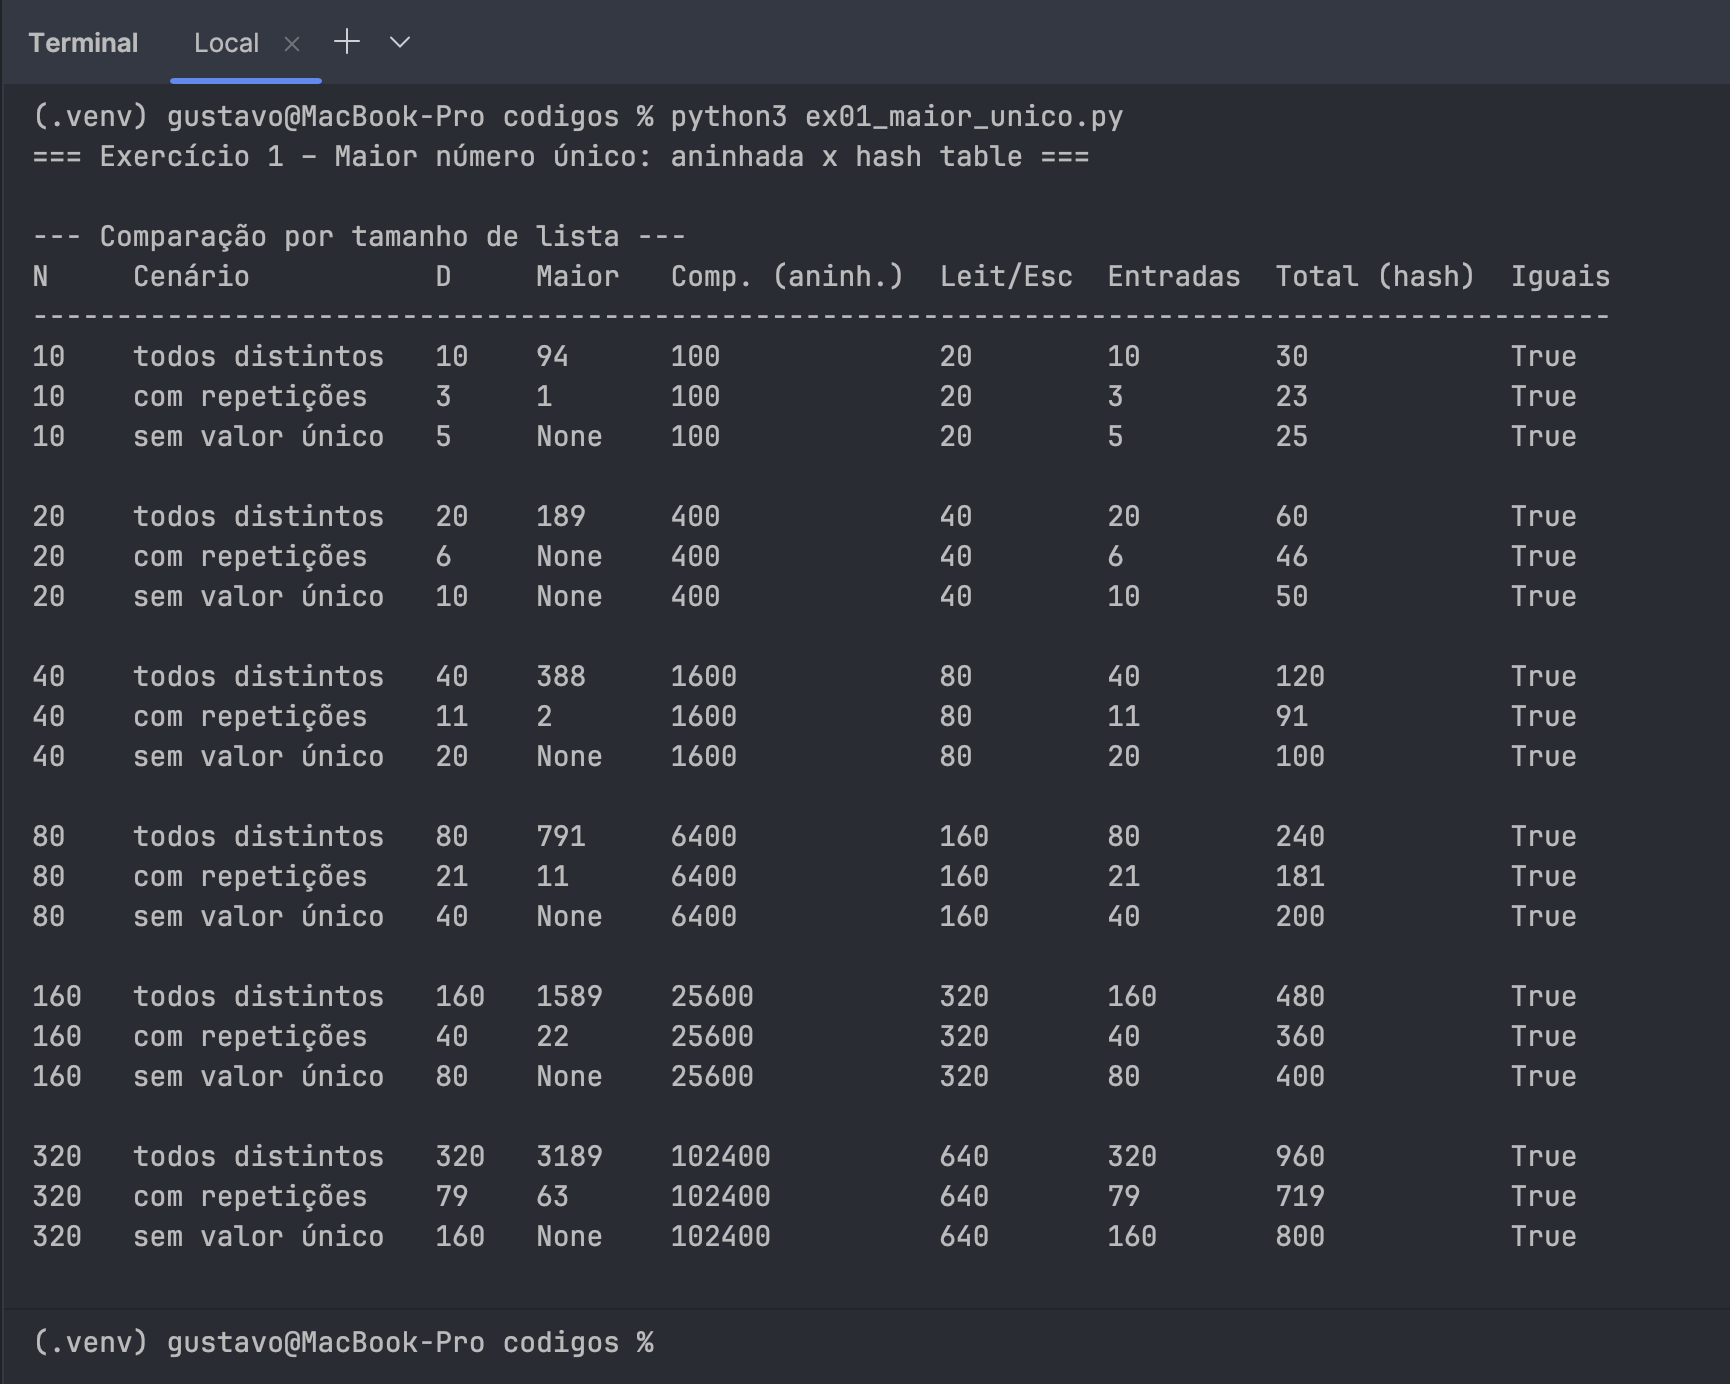 Terminal Local
(.venv) gustavo@MacBook-Pro codigos % python3 ex01_maior_unico.py
=== Exercício 1 – Maior número único: aninhada x hash table ===
--- Comparação por tamanho de lista ---
N Cenário D Maior Comp. (aninh.) Leit/Esc Entradas Total (hash) Iguais
----------------------------------------------------------------------------------------------
10 todos distintos 10 94 100 20 10 30 True
10 com repetições 3 1 100 20 3 23 True
10 sem valor único 5 None 100 20 5 25 True
20 todos distintos 20 189 400 40 20 60 True
20 com repetições 6 None 400 40 6 46 True
20 sem valor único 10 None 400 40 10 50 True
40 todos distintos 40 388 1600 80 40 120 True
40 com repetições 11 2 1600 80 11 91 True
40 sem valor único 20 None 1600 80 20 100 True
80 todos distintos 80 791 6400 160 80 240 True
80 com repetições 21 11 6400 160 21 181 True
80 sem valor único 40 None 6400 160 40 200 True
160 todos distintos 160 1589 25600 320 160 480 True
160 com repetições 40 22 25600 320 40 360 True
160 sem valor único 80 None 25600 320 80 400 True
320 todos distintos 320 3189 102400 640 320 960 True
320 com repetições 79 63 102400 640 79 719 True
320 sem valor único 160 None 102400 640 160 800 True
(.venv) gustavo@MacBook-Pro codigos %